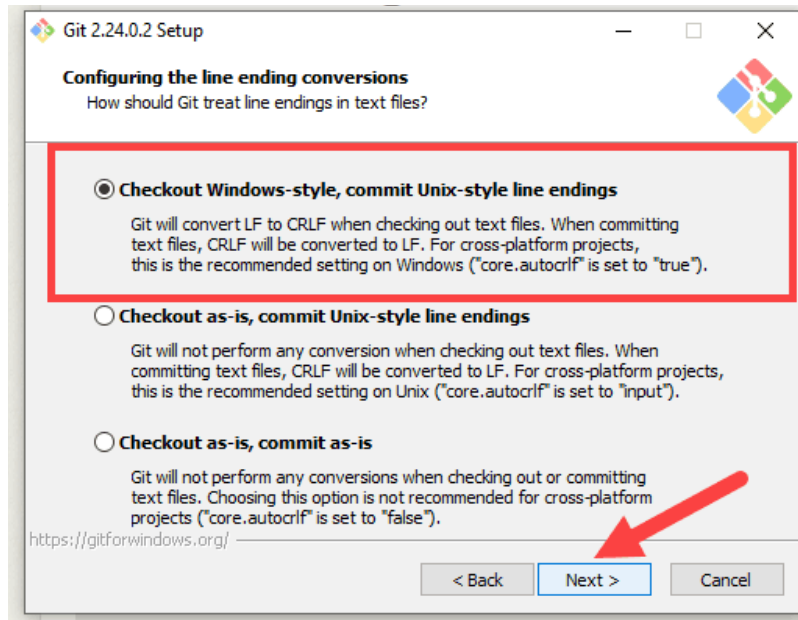 Git 2.24.0.2 Setup
Configuring the line ending conversions
How should Git treat line endings in text files?
Checkout Windows-style, commit Unix-style line endings
Git will convert LF to CRLF when checking out text files. When committing
text files, CRLF will be converted to LF. For cross-platform projects,
this is the recommended setting on Windows ("core.autocrlf" is set to "true").
Checkout as-is, commit Unix-style line endings
Git will not perform any conversion when checking out text files. When
committing text files, CRLF will be converted to LF. For cross-platform projects,
this is the recommended setting on Unix ("core.autocrlf" is set to "input").
Checkout as-is, commit as-is
Git will not perform any conversions when checking out or committing
text files. Choosing this option is not recommended for cross-platform
projects ("core.autocrlf" is set to "false").
https://gitforwindows.org/
< Back Next > Cancel